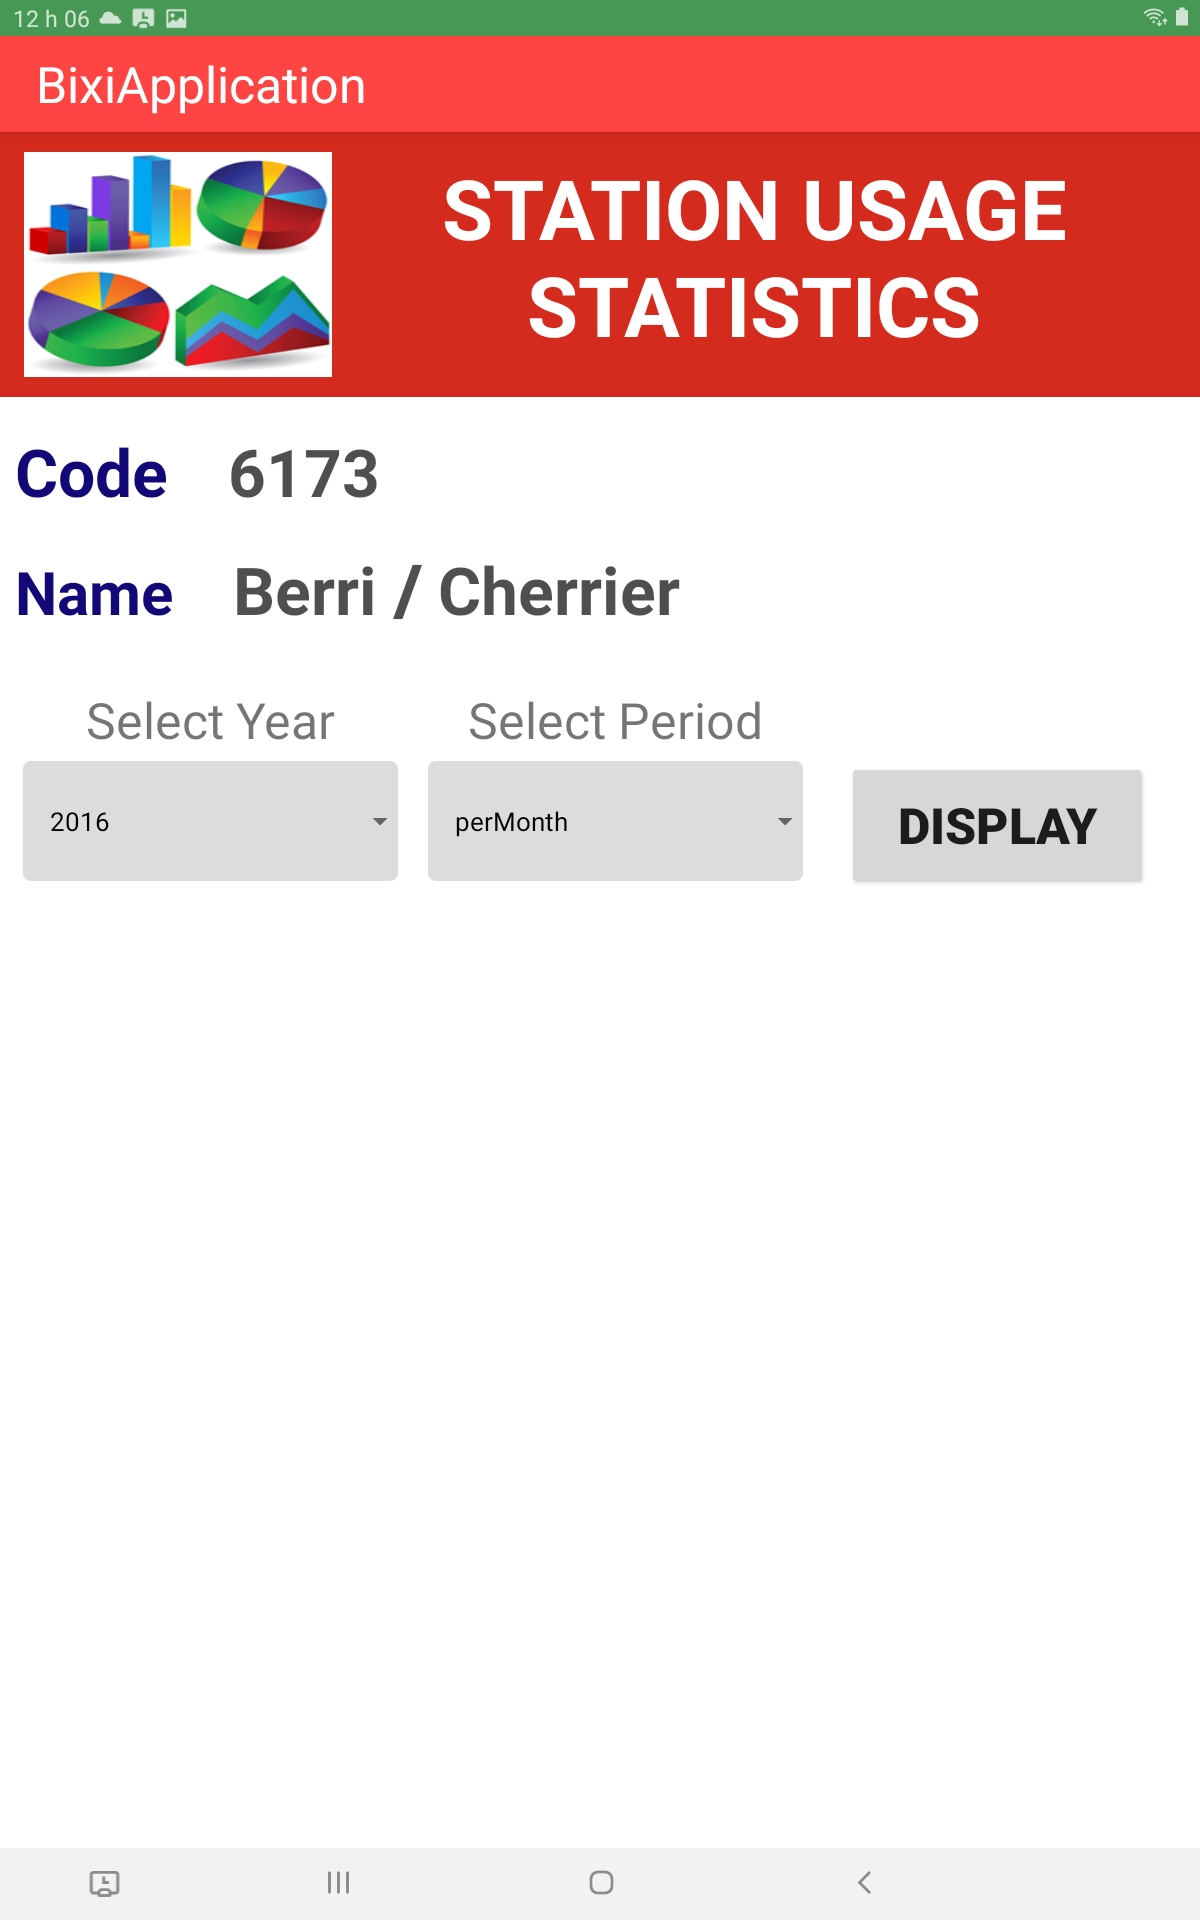 12 h 06
BixiApplication
STATION USAGE
STATISTICS
Code 6173
Name Berri / Cherrier
Select Year Select Period
2016 perMonth DISPLAY